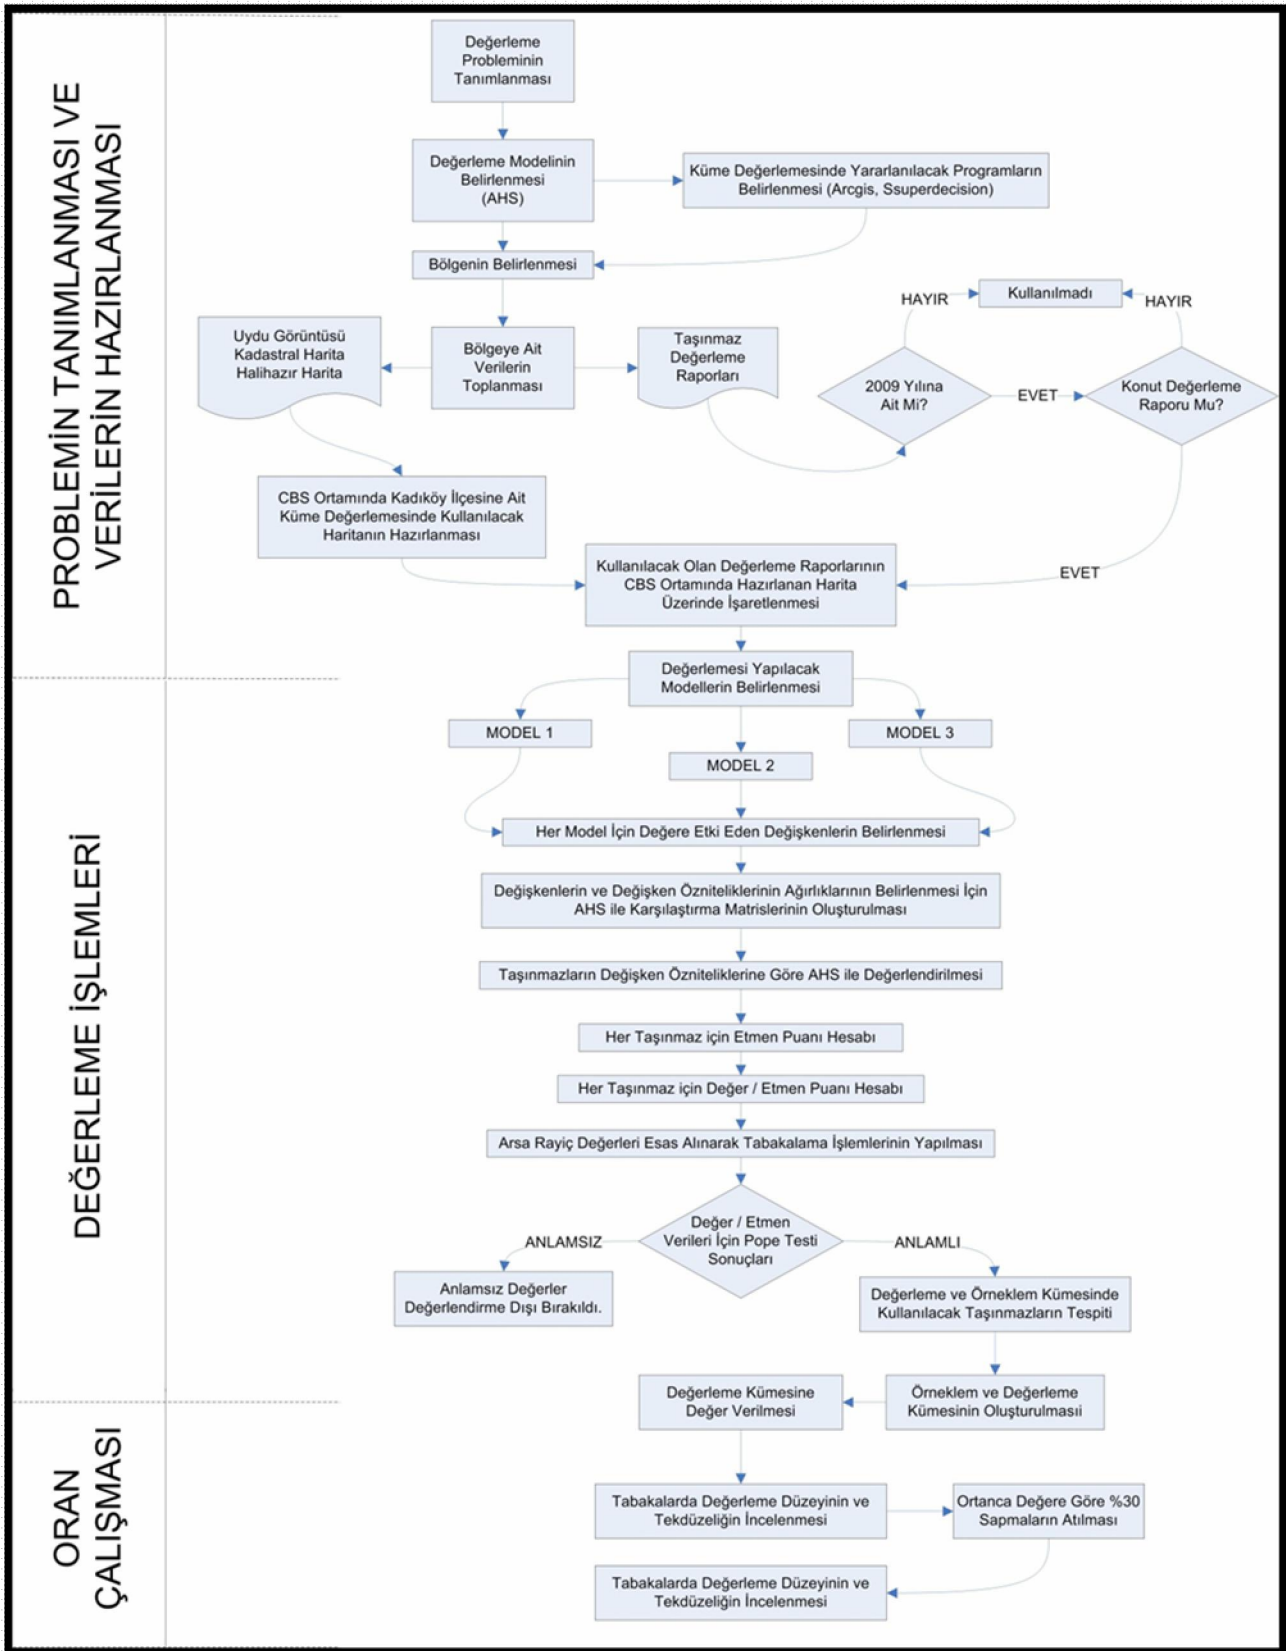 PROBLEMİN TANIMLANMASI VE
VERİLERİN HAZIRLANMASI
Değerleme
Probleminin
Tanımlanması
Değerleme Modelinin
Belirlenmesi
(AHS)
Küme Değerlemesinde Yararlanılacak Programların
Belirlenmesi (Arcgis, Ssuperdecision)
Bölgenin Belirlenmesi
Uydu Görüntüsü
Kadastral Harita
Halihazır Harita
Bölgeye Ait
Verilerin
Toplanması
Taşınmaz
Değerleme
Raporları
HAYIR
Kullanılmadı
HAYIR
2009 Yılına
Ait Mi?
EVET
Konut Değerleme
Raporu Mu?
CBS Ortamında Kadıköy İlçesine Ait
Küme Değerlemesinde Kullanılacak
Haritanın Hazırlanması
Kullanılacak Olan Değerleme Raporlarının
CBS Ortamında Hazırlanan Harita
Üzerinde İşaretlenmesi
EVET
DEĞERLEME İŞLEMLERİ
Değerlemesi Yapılacak
Modellerin Belirlenmesi
MODEL 1
MODEL 2
MODEL 3
Her Model İçin Değere Etki Eden Değişkenlerin Belirlenmesi
Değişkenlerin ve Değişken Özniteliklerinin Ağırlıklarının Belirlenmesi İçin
AHS ile Karşılaştırma Matrislerinin Oluşturulması
Taşınmazların Değişken Özniteliklerine Göre AHS ile Değerlendirilmesi
Her Taşınmaz için Etmen Puanı Hesabı
Her Taşınmaz için Değer / Etmen Puanı Hesabı
Arsa Rayiç Değerleri Esas Alınarak Tabakalama İşlemlerinin Yapılması
Değer / Etmen
Verileri İçin Pope Testi
Sonuçları
ANLAMSIZ
ANLAMLI
Anlamsız Değerler
Değerlendirme Dışı Bırakıldı.
Değerleme ve Örneklem Kümesinde
Kullanılacak Taşınmazların Tespiti
Değerleme Kümesine
Değer Verilmesi
Örneklem ve Değerleme
Kümesinin Oluşturulmasıi
ORAN
ÇALIŞMASI
Tabakalarda Değerleme Düzeyinin ve
Tekdüzeliğin İncelenmesi
Ortanca Değere Göre %30
Sapmaların Atılması
Tabakalarda Değerleme Düzeyinin ve
Tekdüzeliğin İncelenmesi